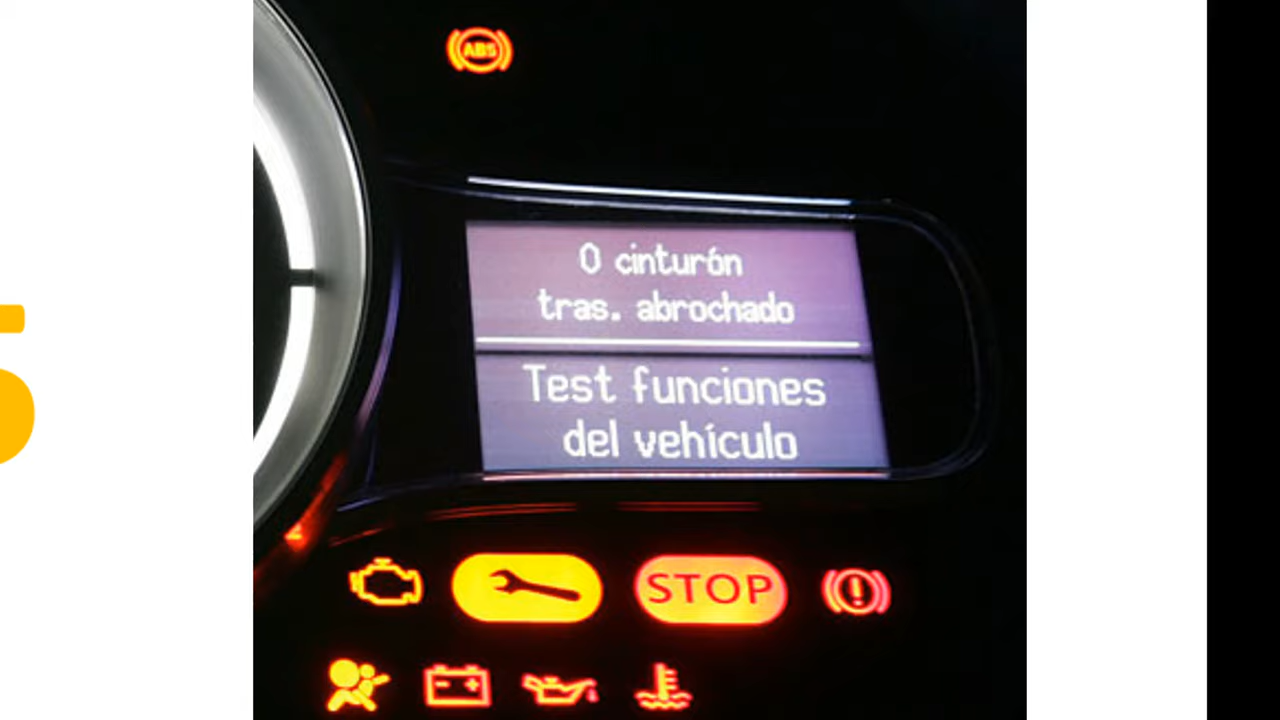 ABS
0 cinturón
tras. abrochado
Test funciones
del vehículo
STOP